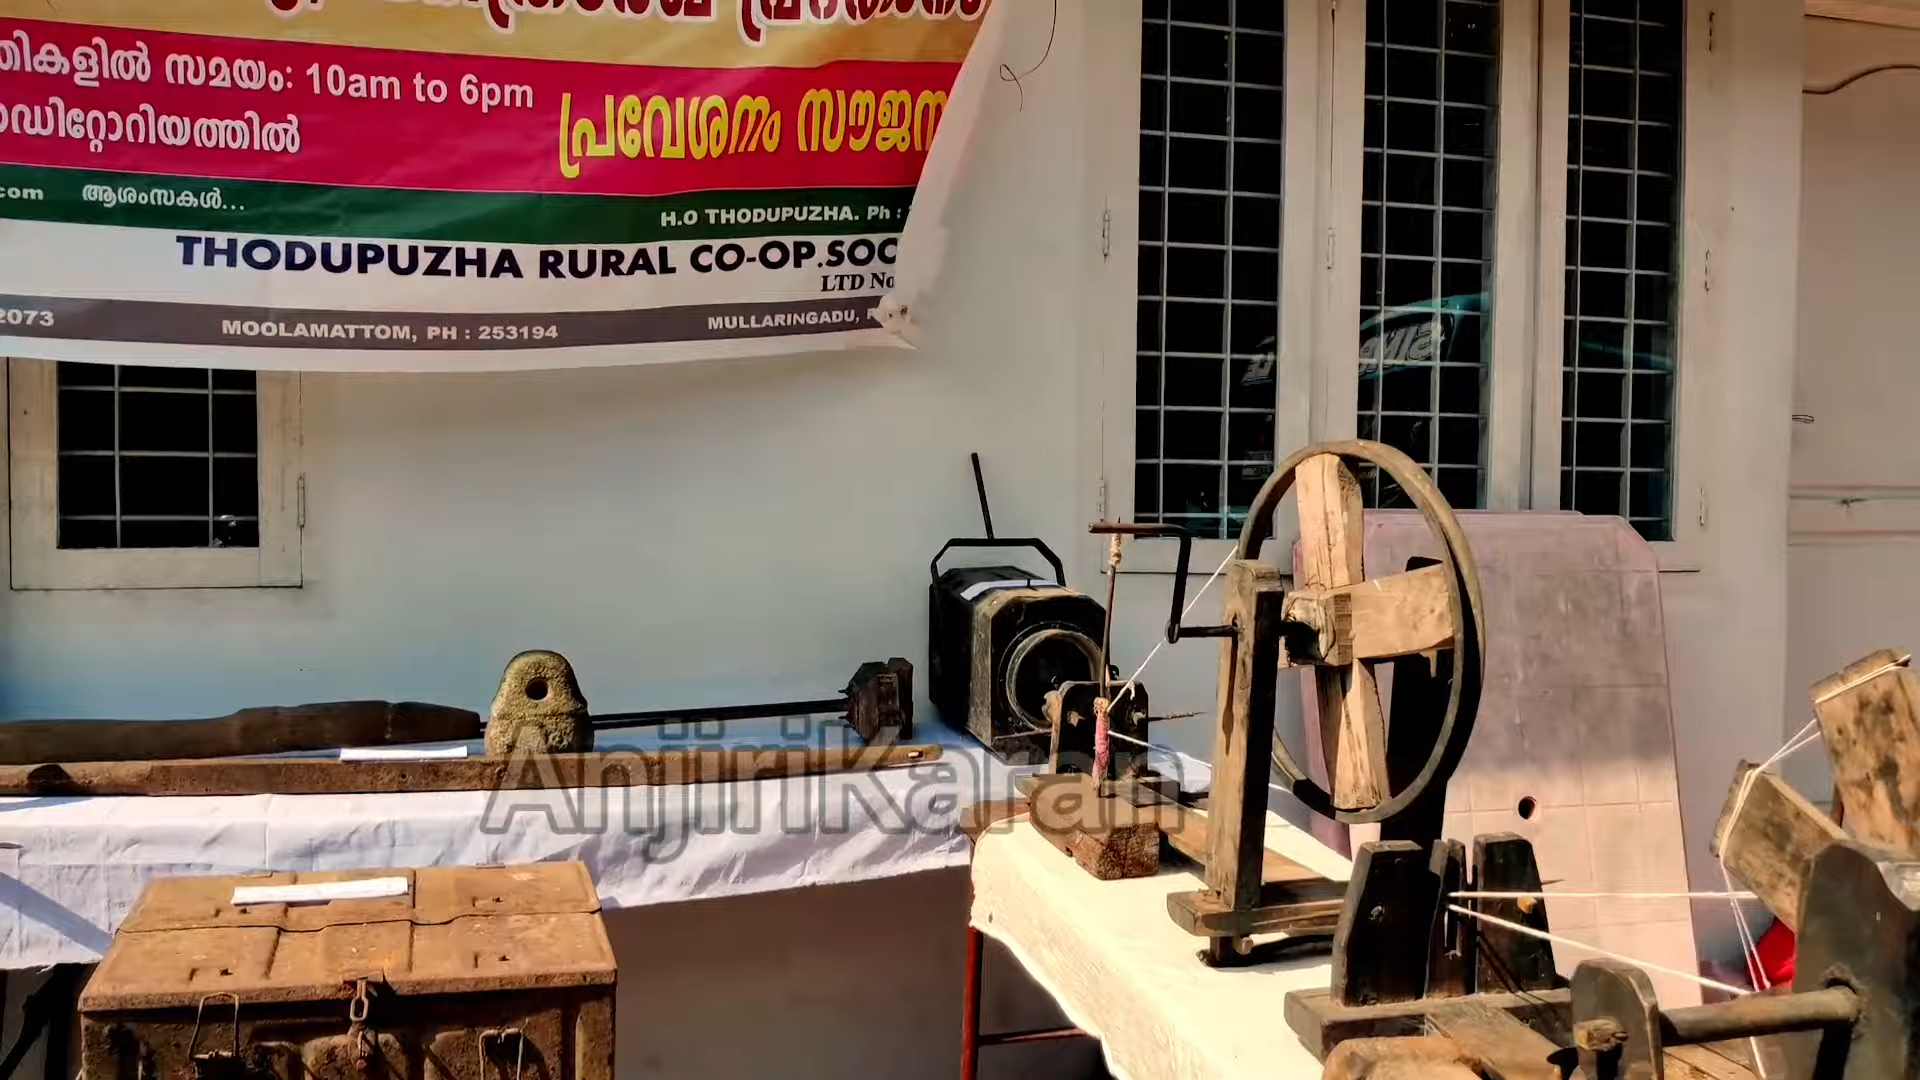 തികളിൽ സമയം: 10am to 6pm
ഡിറ്റോറിയത്തിൽ
പ്രവേശനം
com ആശംസകൾ...
H.O THODUPUZHA. Ph :
THODUPUZHA RURAL CO-OP.SOC
LTD No
2073 MOOLAMATTOM, PH : 253194 MULLARINGADU,
AnjiriKaran